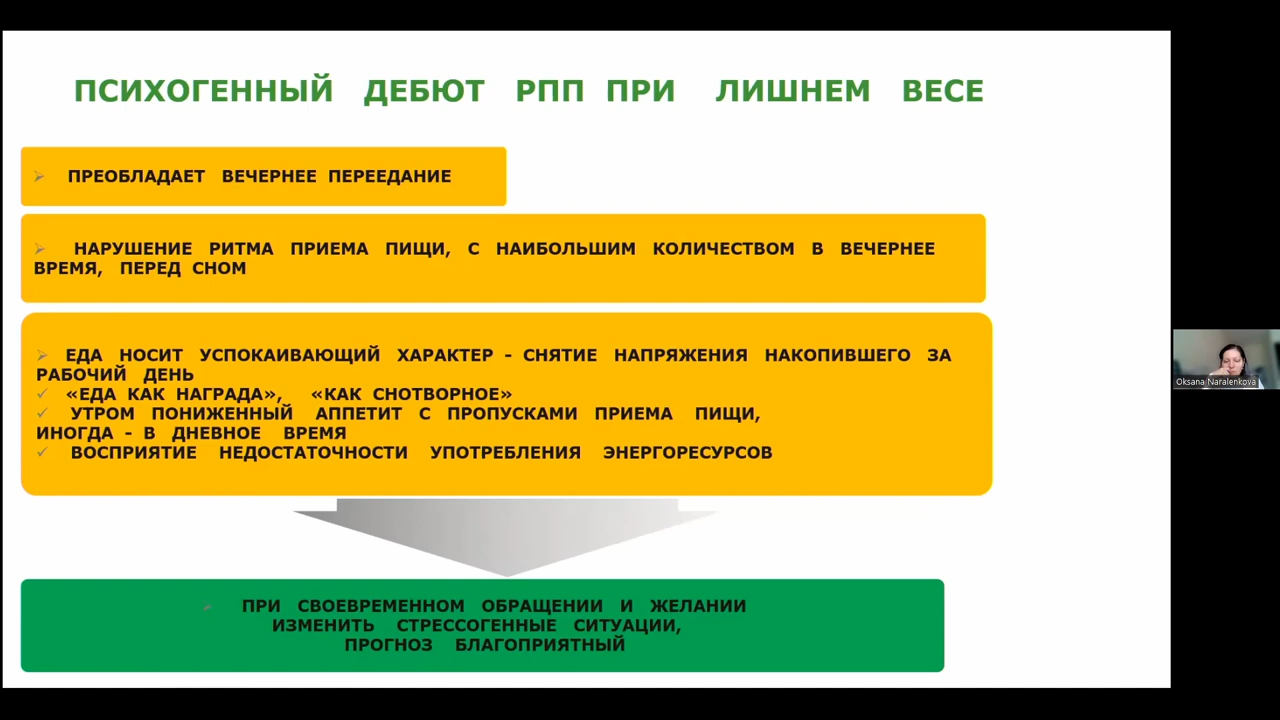 ПСИХОГЕННЫЙ ДЕБЮТ РПП ПРИ ЛИШНЕМ ВЕСЕ
ПРЕОБЛАДАЕТ ВЕЧЕРНЕЕ ПЕРЕЕДАНИЕ
НАРУШЕНИЕ РИТМА ПРИЕМА ПИЩИ, С НАИБОЛЬШИМ КОЛИЧЕСТВОМ В ВЕЧЕРНЕЕ
ВРЕМЯ, ПЕРЕД СНОМ
ЕДА НОСИТ УСПОКАИВАЮЩИЙ ХАРАКТЕР - СНЯТИЕ НАПРЯЖЕНИЯ НАКОПИВШЕГО ЗА
РАБОЧИЙ ДЕНЬ
«ЕДА КАК НАГРАДА», «КАК СНОТВОРНОЕ»
УТРОМ ПОНИЖЕННЫЙ АППЕТИТ С ПРОПУСКАМИ ПРИЕМА ПИЩИ,
ИНОГДА - В ДНЕВНОЕ ВРЕМЯ
ВОСПРИЯТИЕ НЕДОСТАТОЧНОСТИ УПОТРЕБЛЕНИЯ ЭНЕРГОРЕСУРСОВ
ПРИ СВОЕВРЕМЕННОМ ОБРАЩЕНИИ И ЖЕЛАНИИ
ИЗМЕНИТЬ СТРЕССОГЕННЫЕ СИТУАЦИИ,
ПРОГНОЗ БЛАГОПРИЯТНЫЙ
Oksana Naralenkova